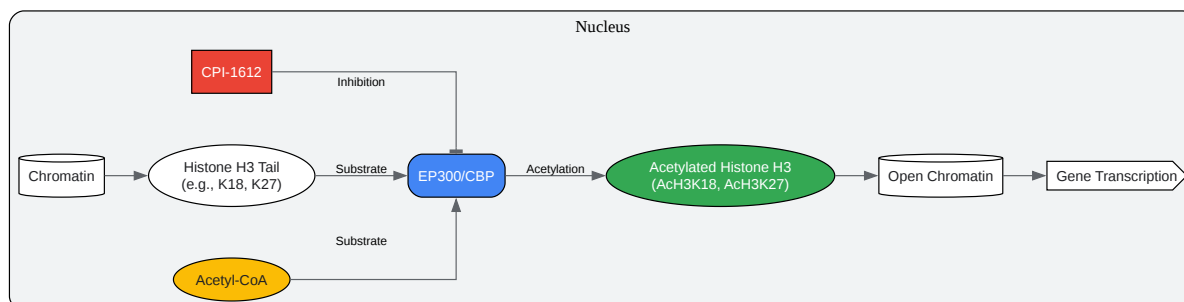 Nucleus
CPI-1612
Inhibition
Chromatin
Histone H3 Tail
(e.g., K18, K27)
Substrate
EP300/CBP
Acetylation
Acetylated Histone H3
(AcH3K18, AcH3K27)
Open Chromatin
Gene Transcription
Substrate
Acetyl-CoA